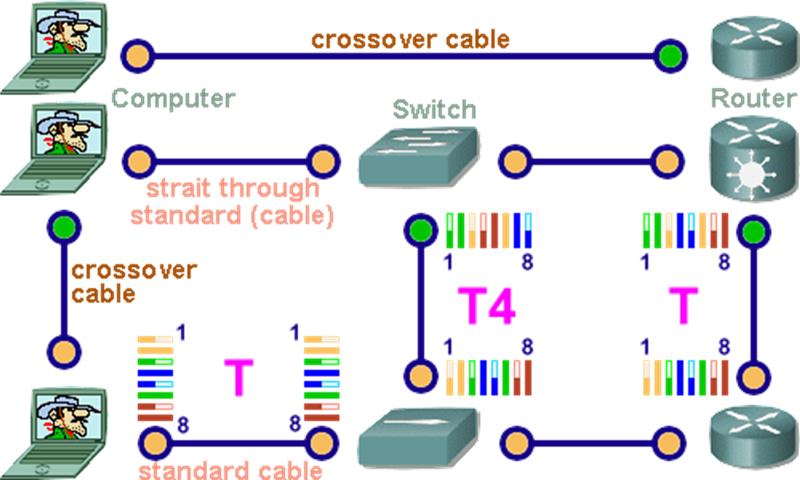 crossover cable
Computer
Switch
Router
strait through
standard (cable)
crossover
cable
1 8
1 8
T4
T
1 8
1 8
1
1
T
8
8
standard cable